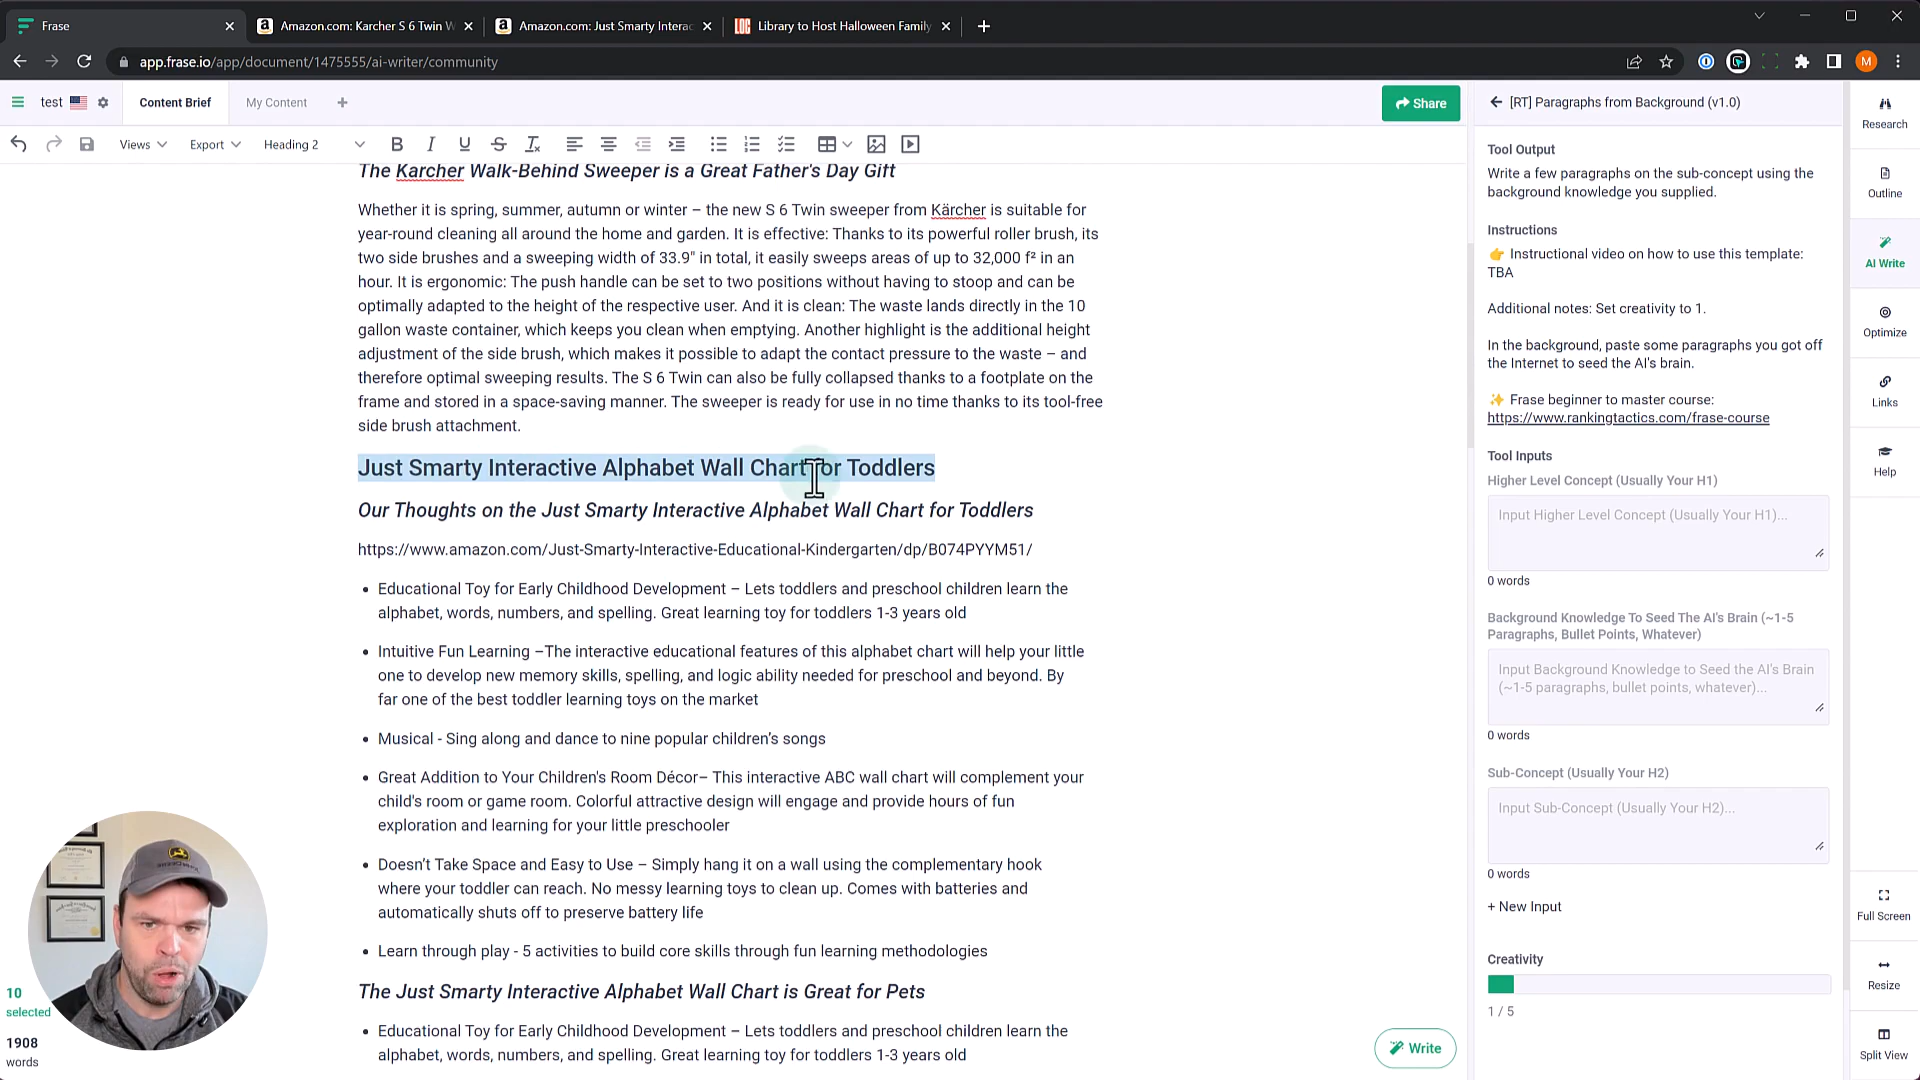 Frase
Amazon.com: Karcher S 6 Twin W
Amazon.com: Just Smarty Interac
Library to Host Halloween Family
app.frase.io/app/document/1475555/ai-writer/community
M
test
Content Brief
My Content
Share
Views
Export
Heading 2
B I U S
The Karcher Walk-Behind Sweeper is a Great Father's Day Gift
Whether it is spring, summer, autumn or winter – the new S 6 Twin sweeper from Kärcher is suitable for
year-round cleaning all around the home and garden. It is effective: Thanks to its powerful roller brush, its
two side brushes and a sweeping width of 33.9" in total, it easily sweeps areas of up to 32,000 f² in an
hour. It is ergonomic: The push handle can be set to two positions without having to stoop and can be
optimally adapted to the height of the respective user. And it is clean: The waste lands directly in the 10
gallon waste container, which keeps you clean when emptying. Another highlight is the additional height
adjustment of the side brush, which makes it possible to adapt the contact pressure to the waste – and
therefore optimal sweeping results. The S 6 Twin can also be fully collapsed thanks to a footplate on the
frame and stored in a space-saving manner. The sweeper is ready for use in no time thanks to its tool-free
side brush attachment.
Just Smarty Interactive Alphabet Wall Chart for Toddlers
Our Thoughts on the Just Smarty Interactive Alphabet Wall Chart for Toddlers
https://www.amazon.com/Just-Smarty-Interactive-Educational-Kindergarten/dp/B074PYYM51/
• Educational Toy for Early Childhood Development – Lets toddlers and preschool children learn the
alphabet, words, numbers, and spelling. Great learning toy for toddlers 1-3 years old
• Intuitive Fun Learning –The interactive educational features of this alphabet chart will help your little
one to develop new memory skills, spelling, and logic ability needed for preschool and beyond. By
far one of the best toddler learning toys on the market
• Musical - Sing along and dance to nine popular children's songs
• Great Addition to Your Children's Room Décor– This interactive ABC wall chart will complement your
child's room or game room. Colorful attractive design will engage and provide hours of fun
exploration and learning for your little preschooler
• Doesn't Take Space and Easy to Use – Simply hang it on a wall using the complementary hook
where your toddler can reach. No messy learning toys to clean up. Comes with batteries and
automatically shuts off to preserve battery life
• Learn through play - 5 activities to build core skills through fun learning methodologies
The Just Smarty Interactive Alphabet Wall Chart is Great for Pets
• Educational Toy for Early Childhood Development – Lets toddlers and preschool children learn the
alphabet, words, numbers, and spelling. Great learning toy for toddlers 1-3 years old
10
selected
1908
words
Write
[RT] Paragraphs from Background (v1.0)
Tool Output
Write a few paragraphs on the sub-concept using the
background knowledge you supplied.
Instructions
👉 Instructional video on how to use this template:
TBA
Additional notes: Set creativity to 1.
In the background, paste some paragraphs you got off
the Internet to seed the AI's brain.
✨ Frase beginner to master course:
https://www.rankingtactics.com/frase-course
Tool Inputs
Higher Level Concept (Usually Your H1)
Input Higher Level Concept (Usually Your H1)...
0 words
Background Knowledge To Seed The AI's Brain (~1-5
Paragraphs, Bullet Points, Whatever)
Input Background Knowledge to Seed the AI's Brain
(~1-5 paragraphs, bullet points, whatever)...
0 words
Sub-Concept (Usually Your H2)
Input Sub-Concept (Usually Your H2)...
0 words
+ New Input
Creativity
1 / 5
Research
Outline
AI Write
Optimize
Links
Help
Full Screen
Resize
Split View